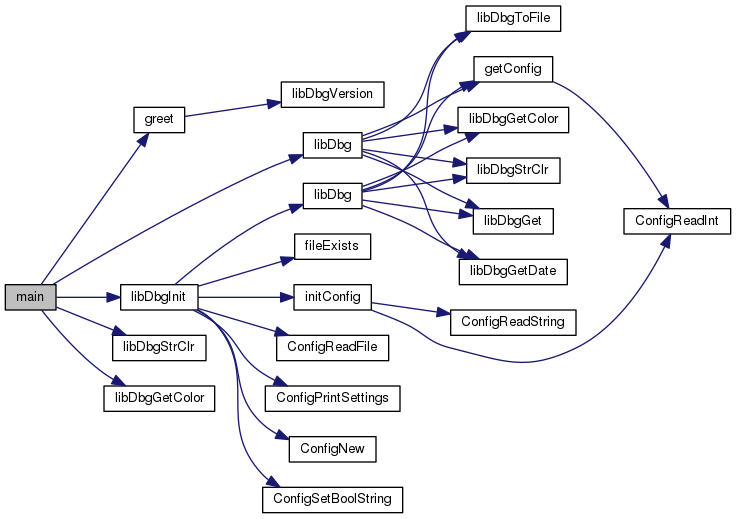 main
greet
libDbgInit
libDbgStrClr
libDbgGetColor
libDbgVersion
libDbg
libDbg
fileExists
initConfig
ConfigReadFile
ConfigPrintSettings
ConfigNew
ConfigSetBoolString
libDbgToFile
getConfig
libDbgGetColor
libDbgStrClr
libDbgGet
libDbgGetDate
ConfigReadString
ConfigReadInt